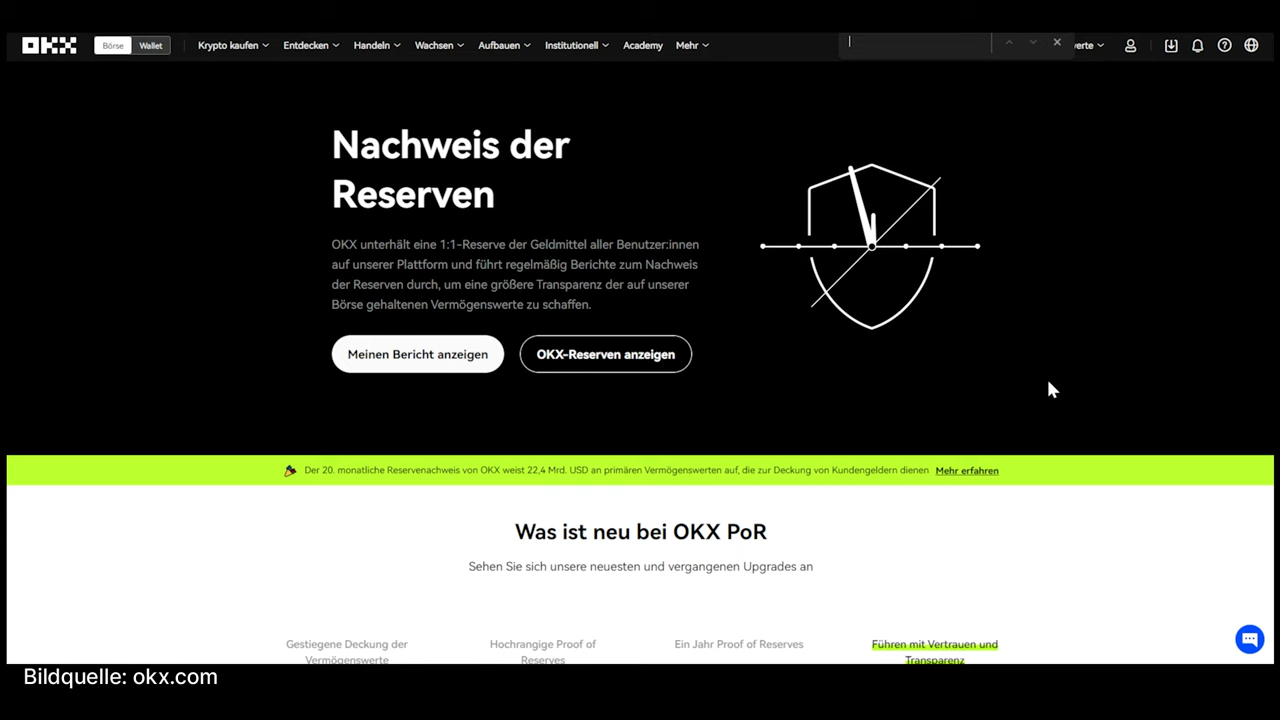 OKX Börse Wallet Krypto kaufen Entdecken Handeln Wachsen Aufbauen Institutionell Academy Mehr
Nachweis der
Reserven
OKX unterhält eine 1:1-Reserve der Geldmittel aller Benutzer:innen
auf unserer Plattform und führt regelmäßig Berichte zum Nachweis
der Reserven durch, um eine größere Transparenz der auf unserer
Börse gehaltenen Vermögenswerte zu schaffen.
Meinen Bericht anzeigen OKX-Reserven anzeigen
Der 20. monatliche Reservenachweis von OKX weist 22,4 Mrd. USD an primären Vermögenswerten auf, die zur Deckung von Kundengeldern dienen Mehr erfahren
Was ist neu bei OKX PoR
Sehen Sie sich unsere neuesten und vergangenen Upgrades an
Gestiegene Deckung der Hochrangige Proof of Ein Jahr Proof of Reserves Führen mit Vertrauen und
Vermögenswerte Reserves Transparenz
Bildquelle: okx.com